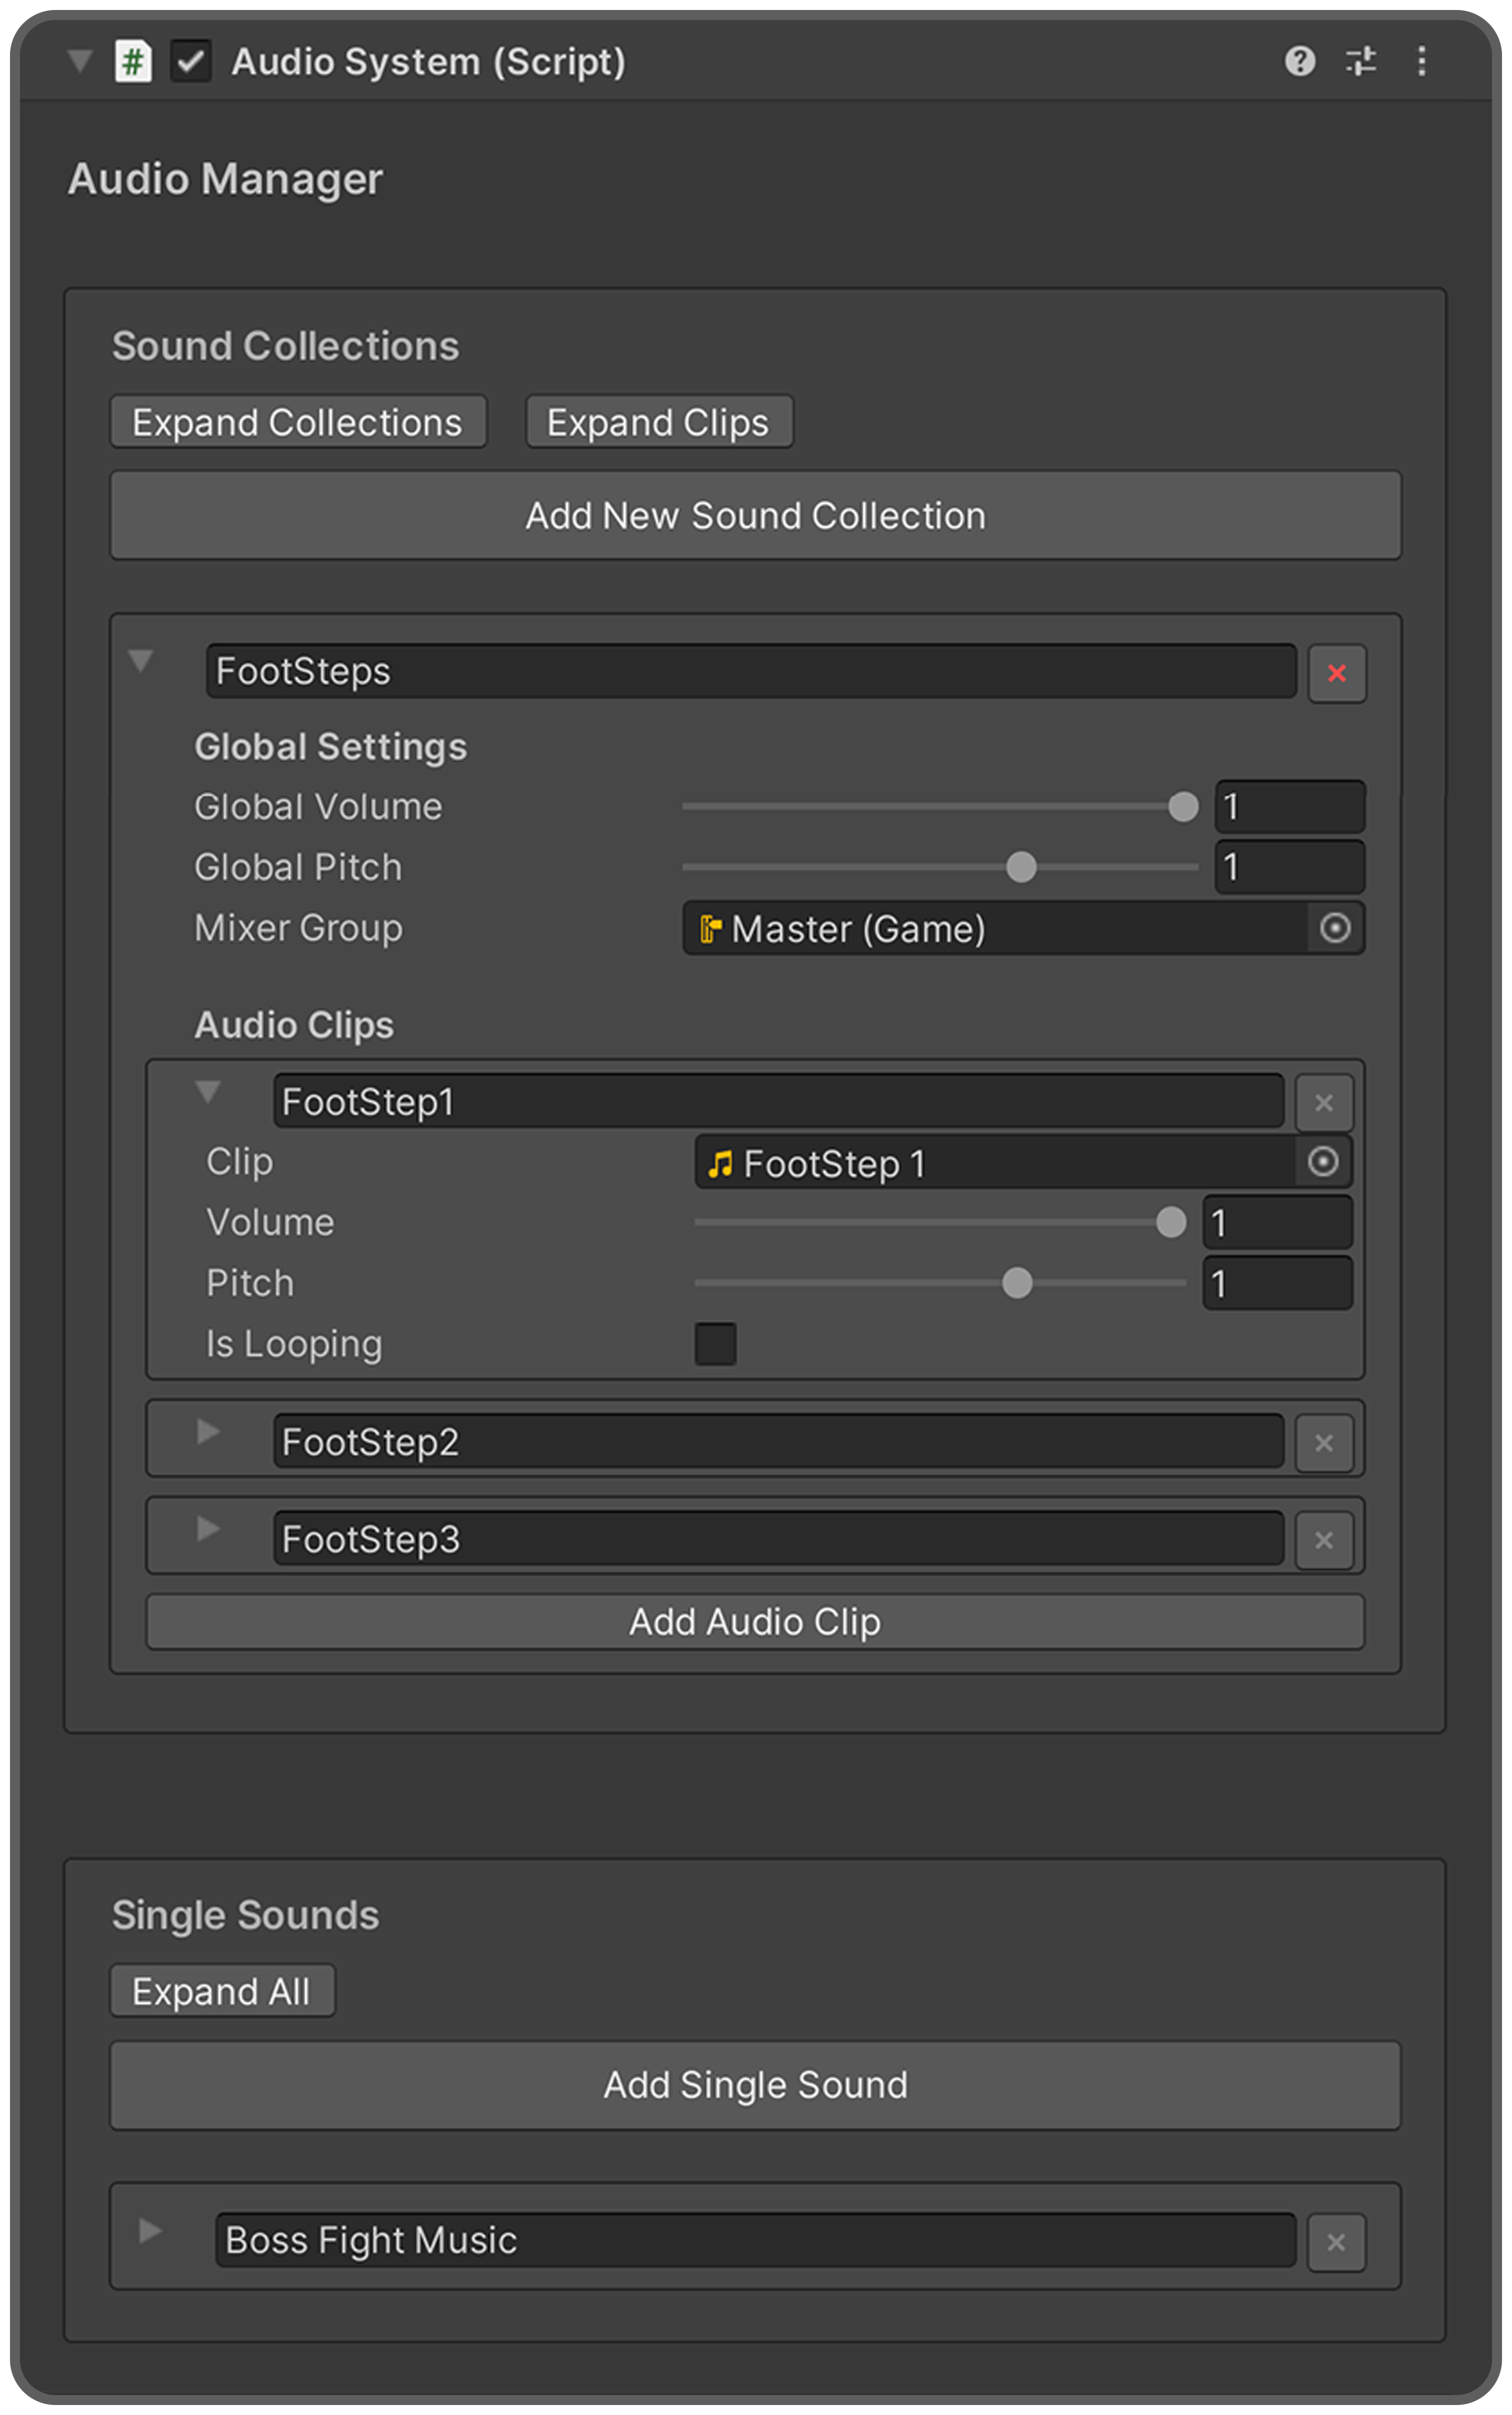 # Audio System (Script) ?
Audio Manager
Sound Collections
Expand Collections Expand Clips
Add New Sound Collection
FootSteps ×
Global Settings
Global Volume 1
Global Pitch 1
Mixer Group Master (Game)
Audio Clips
FootStep1 ×
Clip FootStep 1
Volume 1
Pitch 1
Is Looping
FootStep2 ×
FootStep3 ×
Add Audio Clip
Single Sounds
Expand All
Add Single Sound
Boss Fight Music ×